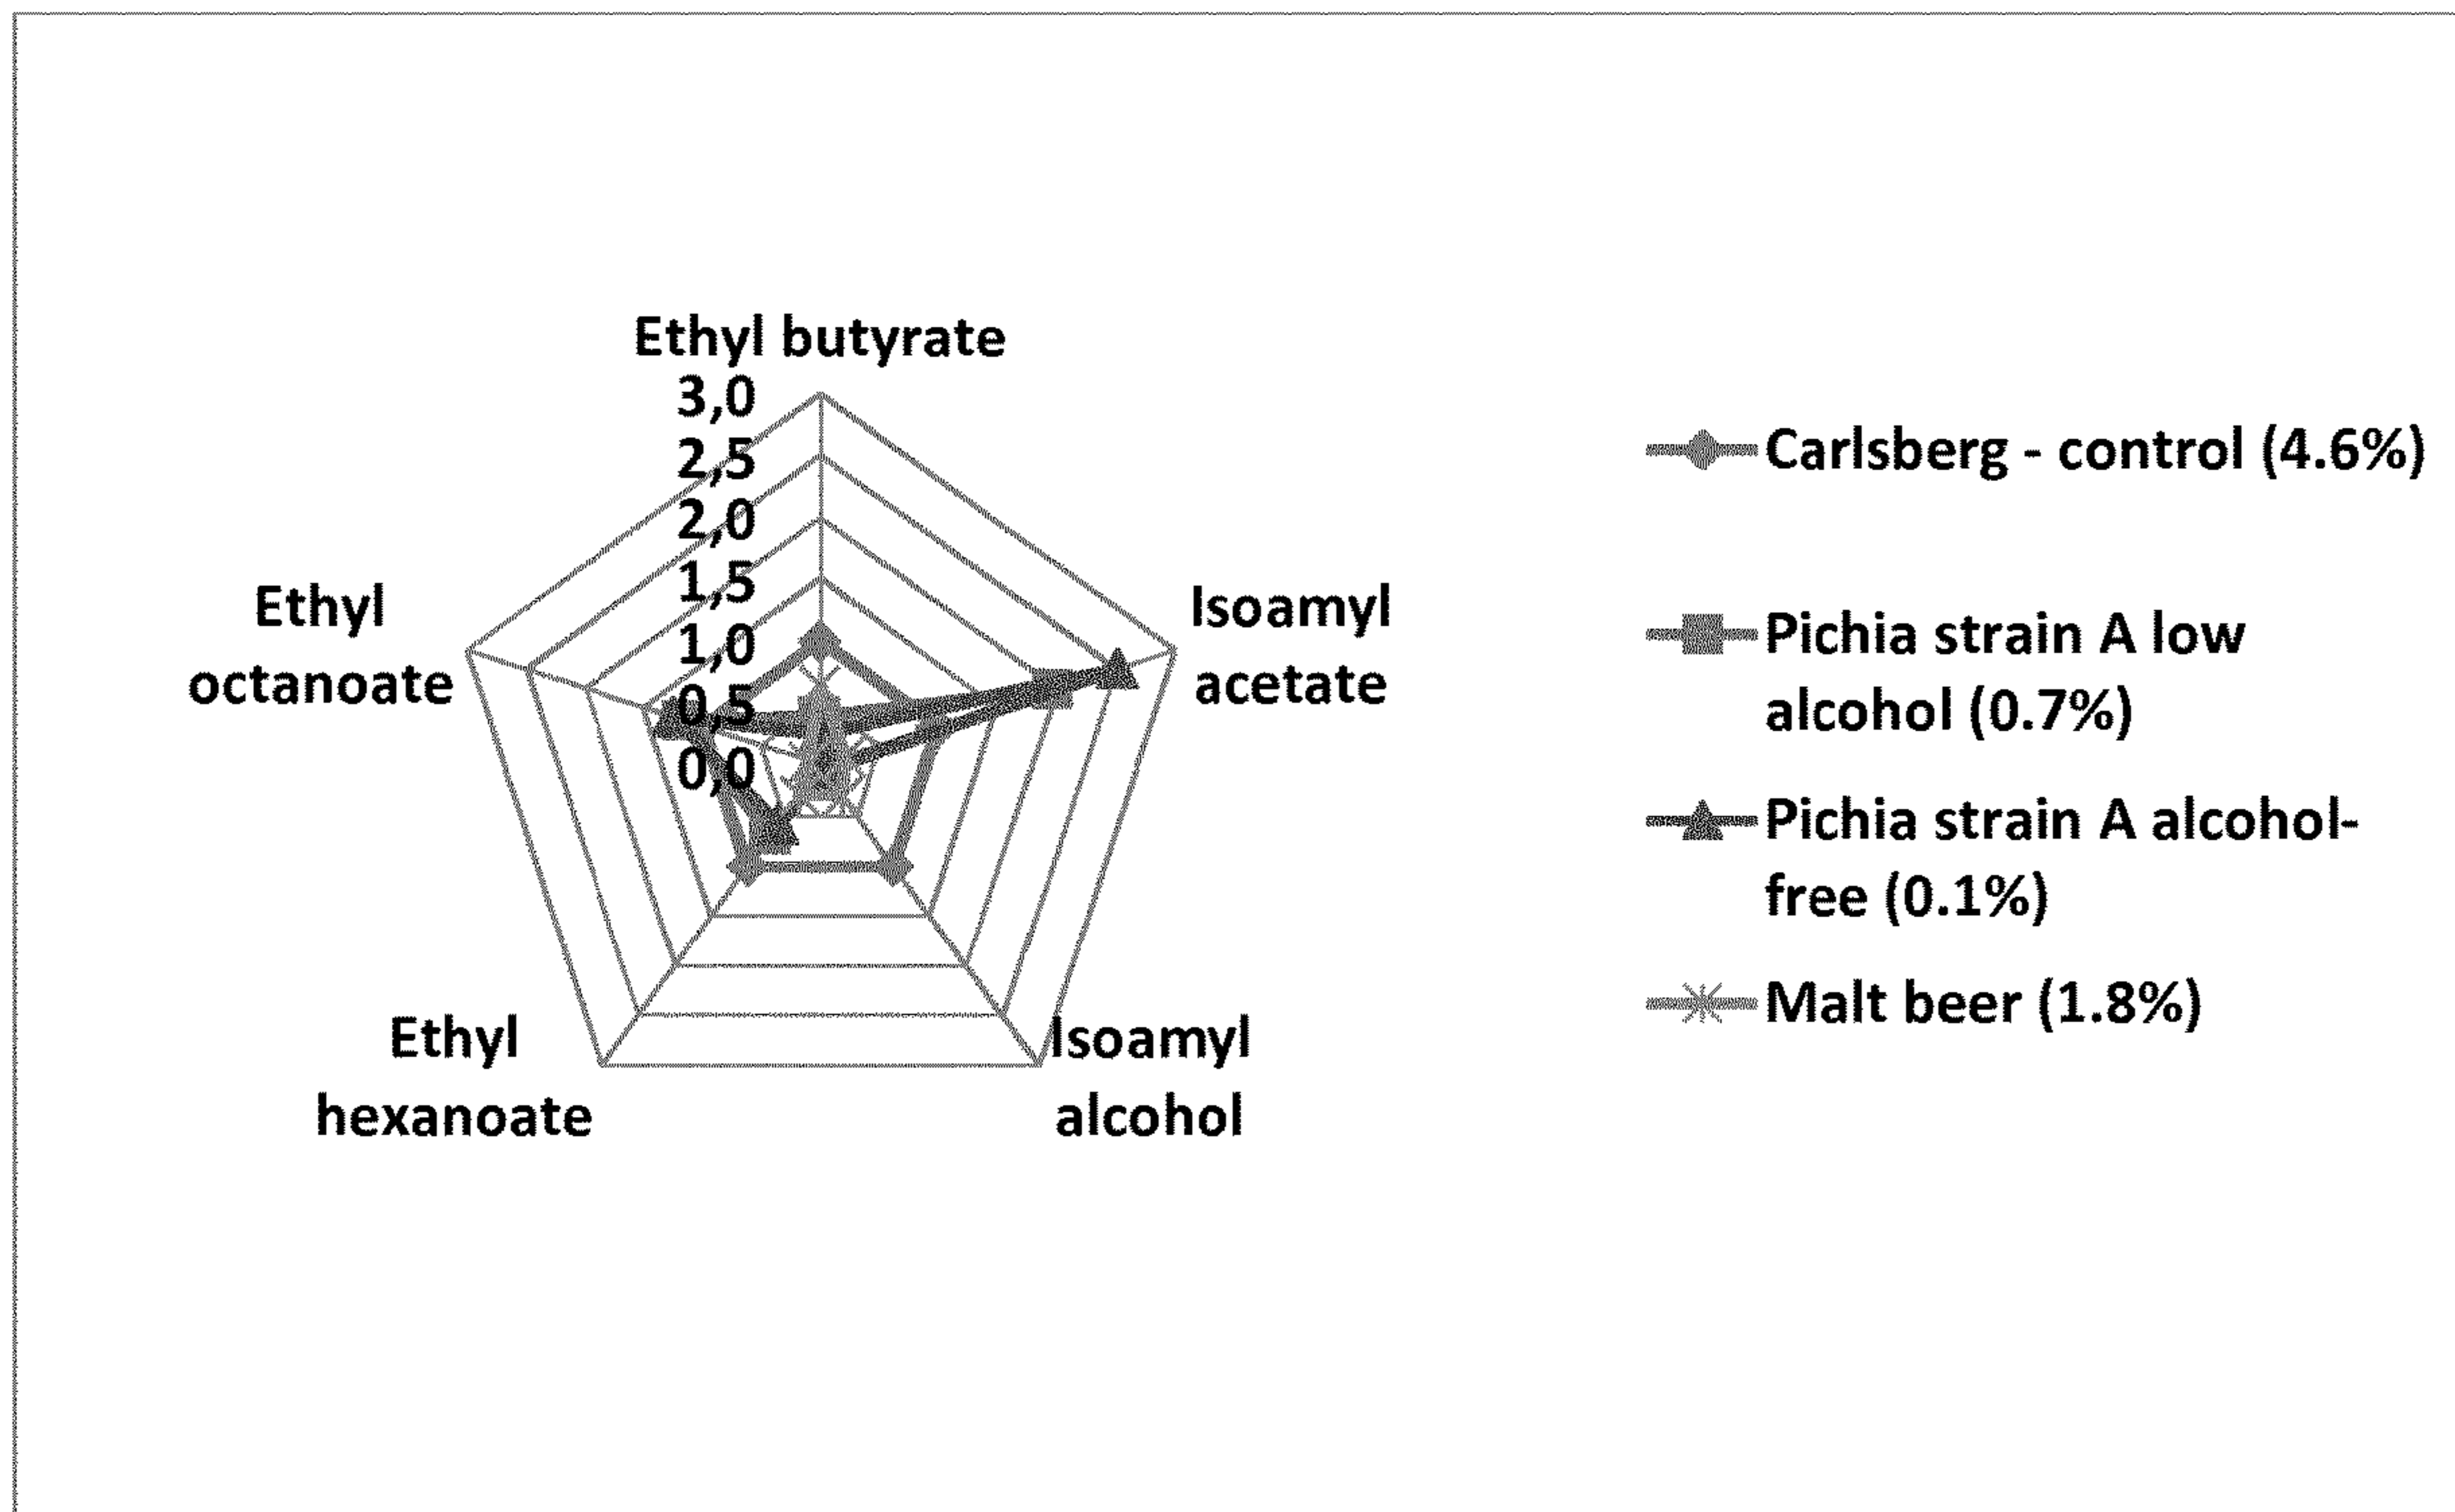 Ethyl butyrate
3,0
2,5
2,0
1,5
1,0
0,5
0,0
Isoamyl
acetate
Isoamyl
alcohol
Ethyl
hexanoate
Ethyl
octanoate
Carlsberg - control (4.6%)
Pichia strain A low
alcohol (0.7%)
Pichia strain A alcohol-
free (0.1%)
Malt beer (1.8%)